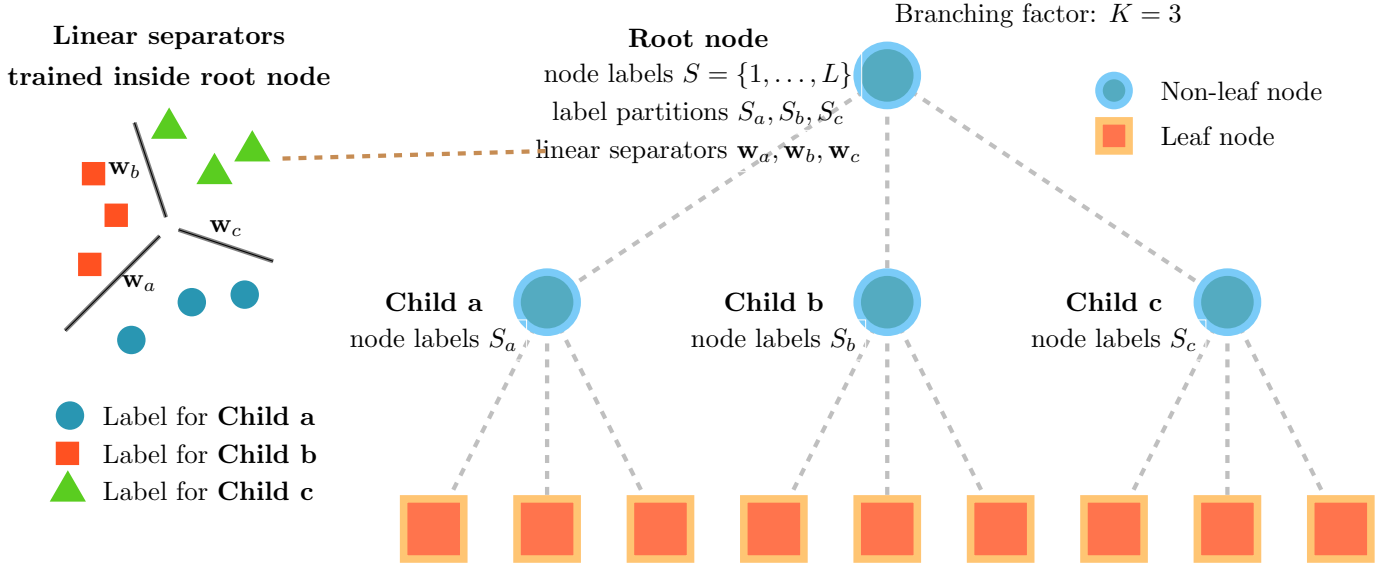 Branching factor: K = 3
Linear separators
trained inside root node
Root node
node labels S = {1, . . . , L}
label partitions S_a, S_b, S_c
linear separators w_a, w_b, w_c
Non-leaf node
Leaf node
w_b
w_c
w_a
Child a
node labels S_a
Child b
node labels S_b
Child c
node labels S_c
Label for Child a
Label for Child b
Label for Child c